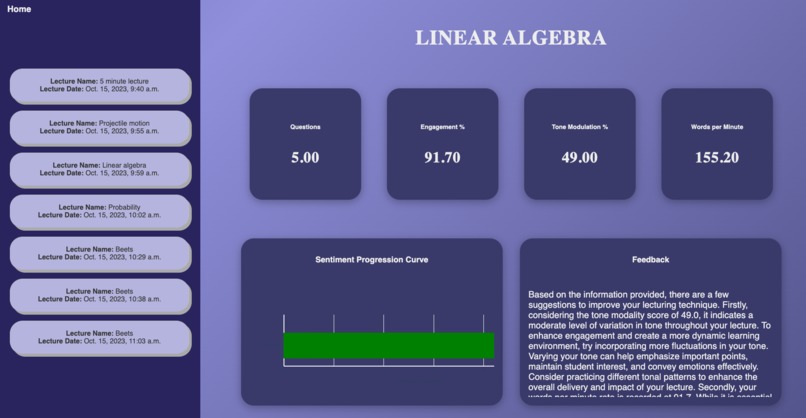 Home
LINEAR ALGEBRA
Lecture Name: 5 minute lecture
Lecture Date: Oct. 15, 2023, 9:40 a.m.
Lecture Name: Projectile motion
Lecture Date: Oct. 15, 2023, 9:55 a.m.
Lecture Name: Linear algebra
Lecture Date: Oct. 15, 2023, 9:59 a.m.
Lecture Name: Probability
Lecture Date: Oct. 15, 2023, 10:02 a.m.
Lecture Name: Beets
Lecture Date: Oct. 15, 2023, 10:29 a.m.
Lecture Name: Beets
Lecture Date: Oct. 15, 2023, 10:38 a.m.
Lecture Name: Beets
Lecture Date: Oct. 15, 2023, 11:03 a.m.
Questions
5.00
Engagement %
91.70
Tone Modulation %
49.00
Words per Minute
155.20
Sentiment Progression Curve
Feedback
Based on the information provided, there are a few
suggestions to improve your lecturing technique. Firstly,
considering the tone modality score of 49.0, it indicates a
moderate level of variation in tone throughout your lecture. To
enhance engagement and create a more dynamic learning
environment, try incorporating more fluctuations in your tone.
Varying your tone can help emphasize important points,
maintain student interest, and convey emotions effectively.
Consider practicing different tonal patterns to enhance the
overall delivery and impact of your lecture. Secondly, your
words per minute rate is recorded at 91.7. While it is essential